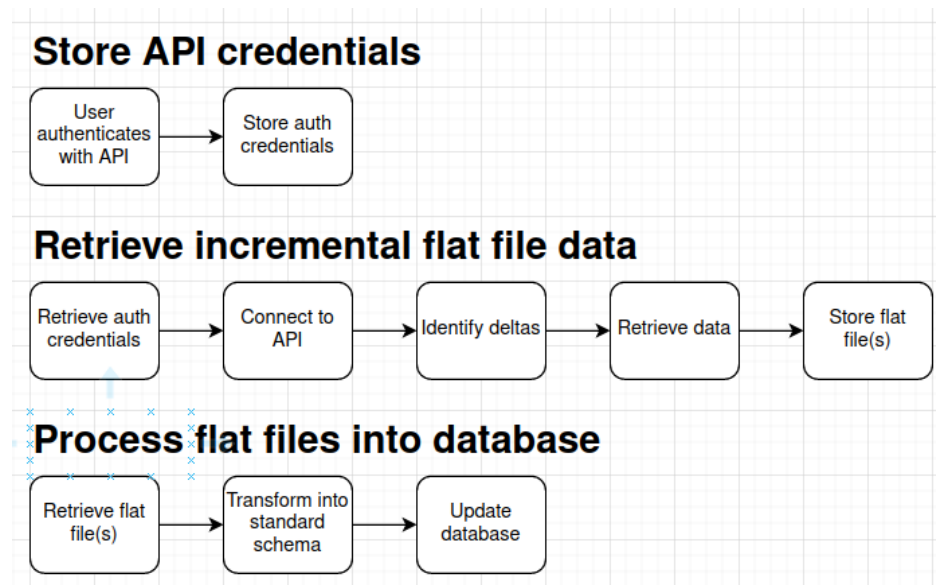 Store API credentials
User
authenticates
with API
Store auth
credentials
Retrieve incremental flat file data
Retrieve auth
credentials
Connect to
API
Identify deltas
Retrieve data
Store flat
file(s)
Process flat files into database
Retrieve flat
file(s)
Transform into
standard
schema
Update
database